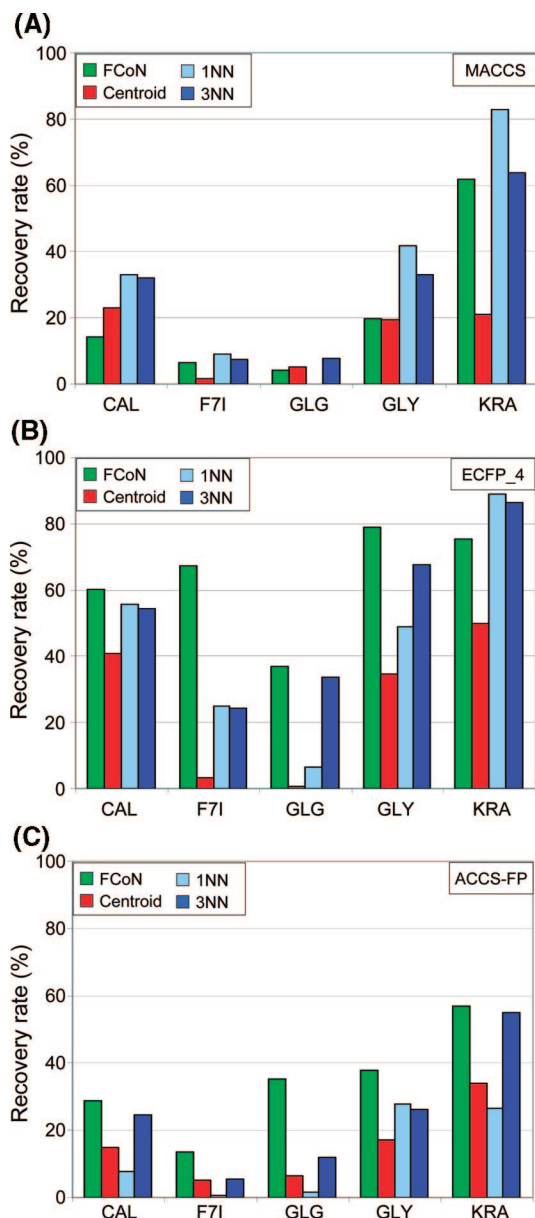 (A)
100
FCoN 1NN MACCS
Centroid 3NN
80
60
40
20
0
Recovery rate (%)
CAL F7I GLG GLY KRA
(B)
100
FCoN 1NN ECFP_4
Centroid 3NN
80
60
40
20
0
Recovery rate (%)
CAL F7I GLG GLY KRA
(C)
100
FCoN 1NN ACCS-FP
Centroid 3NN
80
60
40
20
0
Recovery rate (%)
CAL F7I GLG GLY KRA